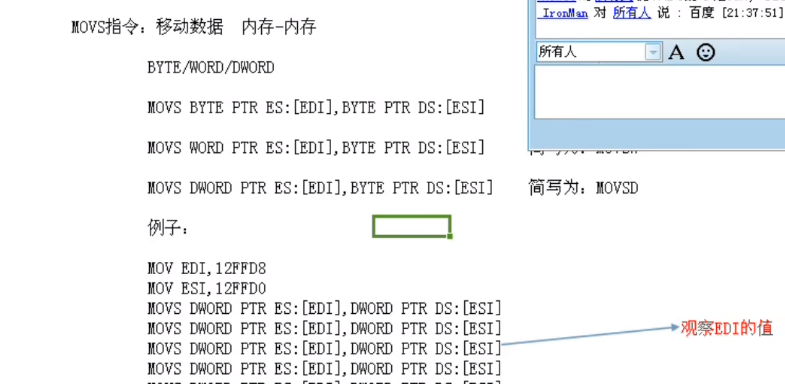 IronMan 对 所有人 说 : 百度 [21:37:51]
所有人
A
MOVS指令: 移动数据 内存-内存
BYTE/WORD/DWORD
MOVS BYTE PTR ES:[EDI],BYTE PTR DS:[ESI]
MOVS WORD PTR ES:[EDI],BYTE PTR DS:[ESI]
MOVS DWORD PTR ES:[EDI],BYTE PTR DS:[ESI] 简写为: MOVSD
例子:
MOV EDI,12FFD8
MOV ESI,12FFD0
MOVS DWORD PTR ES:[EDI],DWORD PTR DS:[ESI]
MOVS DWORD PTR ES:[EDI],DWORD PTR DS:[ESI]
MOVS DWORD PTR ES:[EDI],DWORD PTR DS:[ESI] 观察EDI的值
MOVS DWORD PTR ES:[EDI],DWORD PTR DS:[ESI]